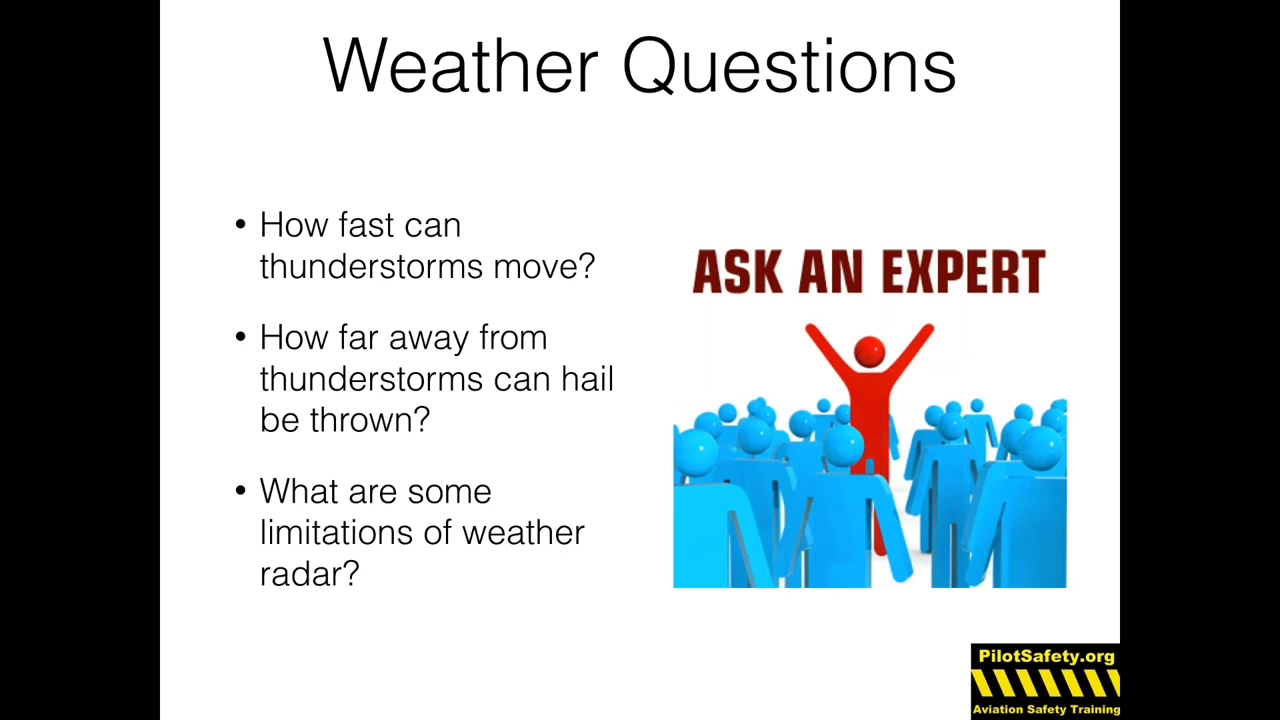 Weather Questions
• How fast can
thunderstorms move?
• How far away from
thunderstorms can hail
be thrown?
• What are some
limitations of weather
radar?
ASK AN EXPERT
PilotSafety.org
Aviation Safety Training